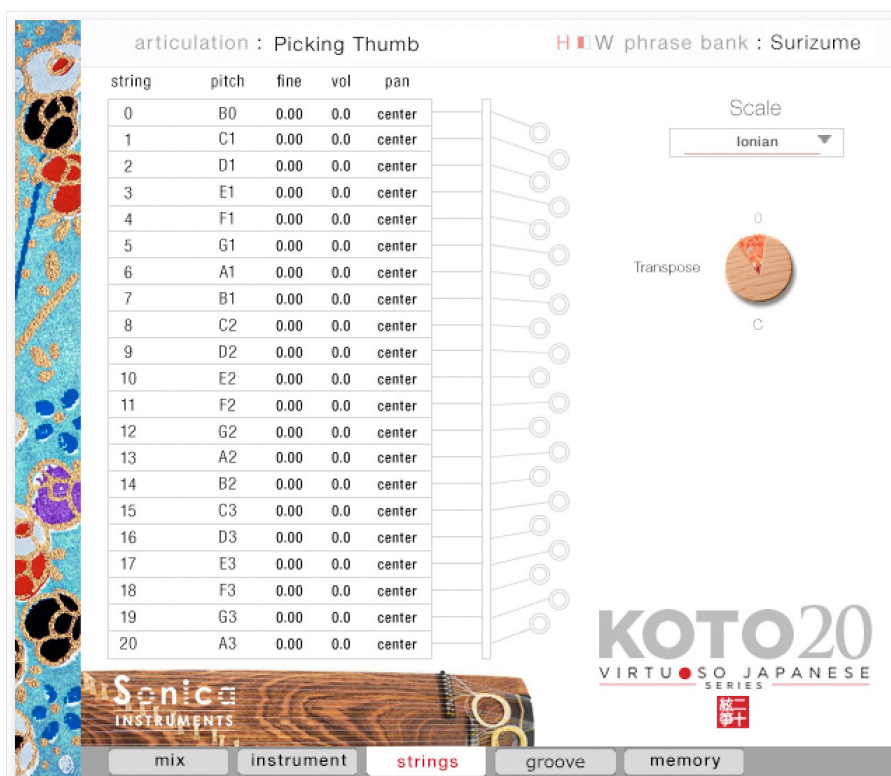 articulation : Picking Thumb
H W phrase bank : Surizume
string pitch fine vol pan
0 B0 0.00 0.0 center
1 C1 0.00 0.0 center
2 D1 0.00 0.0 center
3 E1 0.00 0.0 center
4 F1 0.00 0.0 center
5 G1 0.00 0.0 center
6 A1 0.00 0.0 center
7 B1 0.00 0.0 center
8 C2 0.00 0.0 center
9 D2 0.00 0.0 center
10 E2 0.00 0.0 center
11 F2 0.00 0.0 center
12 G2 0.00 0.0 center
13 A2 0.00 0.0 center
14 B2 0.00 0.0 center
15 C3 0.00 0.0 center
16 D3 0.00 0.0 center
17 E3 0.00 0.0 center
18 F3 0.00 0.0 center
19 G3 0.00 0.0 center
20 A3 0.00 0.0 center
Scale
Ionian
0
Transpose
C
KOTO20
VIRTUOSO JAPANESE
SERIES
二十
絃箏
Sonica
INSTRUMENTS
mix instrument strings groove memory